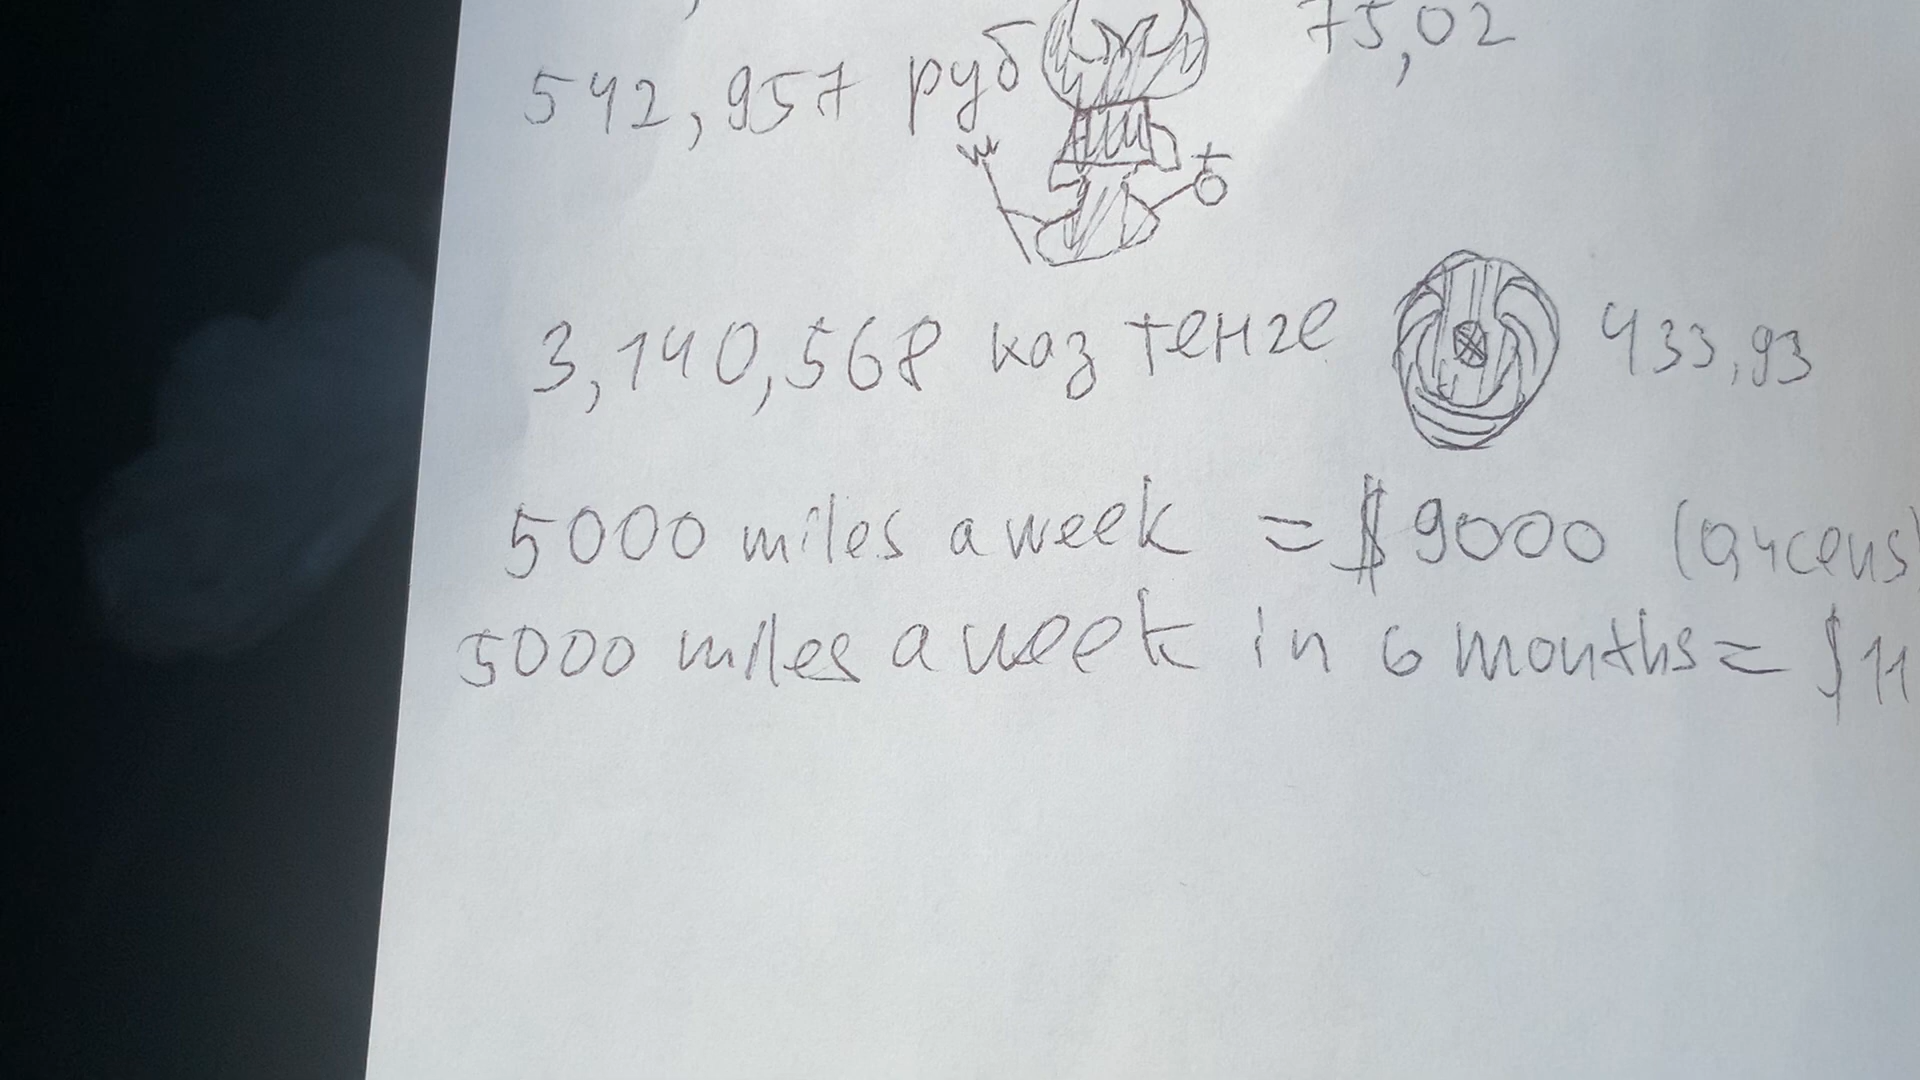 542,957 руб 75,02
3,140,568 каз тенге 433,93
5000 miles a week = $9000
5000 miles a week in 6 months = $11